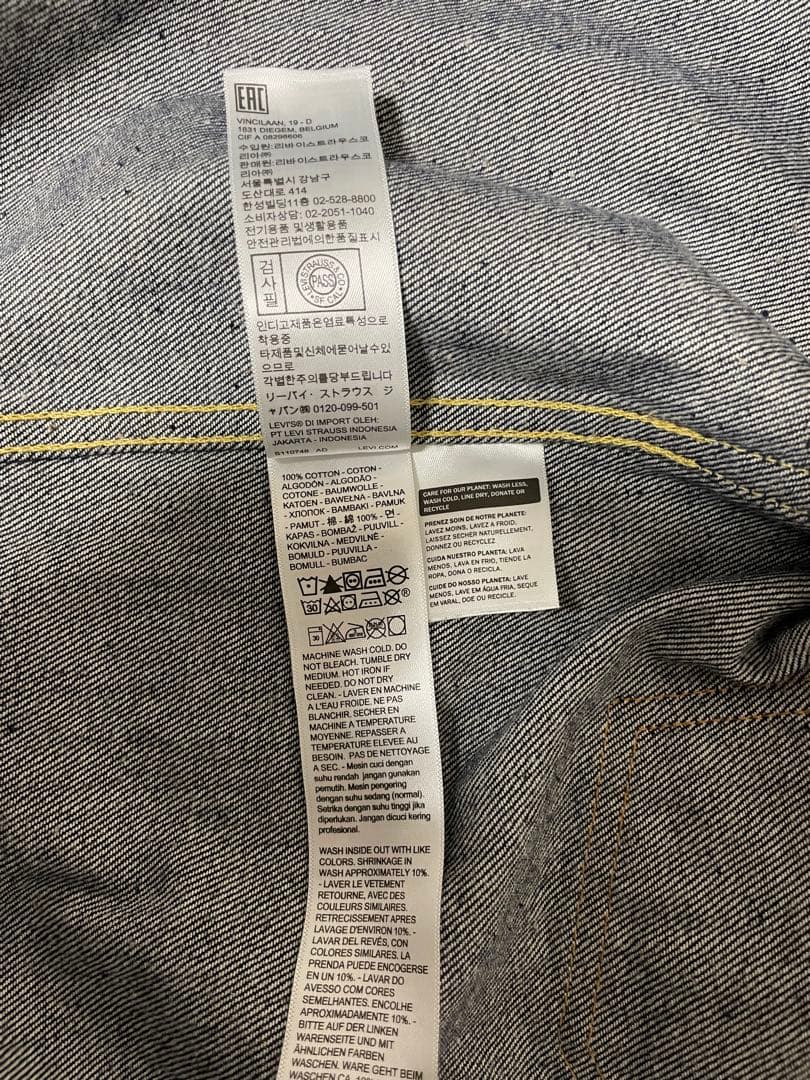 EAC
VINCILAAN, 19 - D
1831 DIEGEM, BELGIUM
CIF A 08298606
수입원:리바이스트라우스코
리아㈜
판매원:리바이스트라우스코
리아㈜
서울특별시 강남구
도산대로 414
한성빌딩11층 02-528-8800
소비자상담: 02-2051-1040
전기용품 및생활용품
안전관리법에의한품질표시
검사필
LEVI STRAUSS & CO
PASS
SF CAL
인디고제품은염료특성으로
착용중
타제품및신체에묻어날수있
으므로
각별한주의를당부드립니다
リーバイ・ストラウス ジ
ャパン㈱ 0120-099-501
LEVI'S® DI IMPORT OLEH:
PT LEVI STRAUSS INDONESIA
JAKARTA - INDONESIA
S110748 AD LEVI.COM
100% COTTON - COTON -
ALGODÓN - ALGODÃO -
COTONE - BAUMWOLLE -
KATOEN - BAWEŁNA - BAVLNA
- ХЛОПОК - BAMBAKI - PAMUK
- PAMUT - 棉 - 綿 100% - 면 -
KAPAS - BOMBAŽ - PUUVILL -
KOKVILNA - MEDVILNĖ -
BOMULD - PUUVILLA -
BOMULL - BUMBAC
30
®
30
MACHINE WASH COLD. DO
NOT BLEACH. TUMBLE DRY
MEDIUM. HOT IRON IF
NEEDED. DO NOT DRY
CLEAN. - LAVER EN MACHINE
A L'EAU FROIDE. NE PAS
BLANCHIR. SECHER EN
MACHINE A TEMPERATURE
MOYENNE. REPASSER A
TEMPERATURE ELEVEE AU
BESOIN. PAS DE NETTOYAGE
A SEC. - Mesin cuci dengan
suhu rendah jangan gunakan
pemutih. Mesin pengering
dengan suhu sedang (normal).
Setrika dengan suhu tinggi jika
diperlukan. Jangan dicuci kering
profesional.
WASH INSIDE OUT WITH LIKE
COLORS. SHRINKAGE IN
WASH APPROXIMATELY 10%.
- LAVER LE VETEMENT
RETOURNE, AVEC DES
COULEURS SIMILAIRES.
RETRECISSEMENT APRES
LAVAGE D'ENVIRON 10%. -
LAVAR DEL REVÉS, CON
COLORES SIMILARES. LA
PRENDA PUEDE ENCOGERSE
EN UN 10%. - LAVAR DO
AVESSO COM CORES
SEMELHANTES. ENCOLHE
APROXIMADAMENTE 10%. -
BITTE AUF DER LINKEN
WARENSEITE UND MIT
ÄHNLICHEN FARBEN
WASCHEN. WARE GEHT BEIM
WASCHEN CA. 10%
CARE FOR OUR PLANET: WASH LESS,
WASH COLD, LINE DRY, DONATE OR
RECYCLE
PRENEZ SOIN DE NOTRE PLANETE:
LAVEZ MOINS, LAVEZ A FROID,
LAISSEZ SECHER NATURELLEMENT,
DONNEZ OU RECYCLEZ
CUIDA NUESTRO PLANETA: LAVA
MENOS, LAVA EN FRIO, TIENDE LA
ROPA, DONA O RECICLA.
CUIDE DO NOSSO PLANETA: LAVE
MENOS, LAVE EM ÁGUA FRIA, SEQUE
EM VARAL, DOE OU RECICLE.